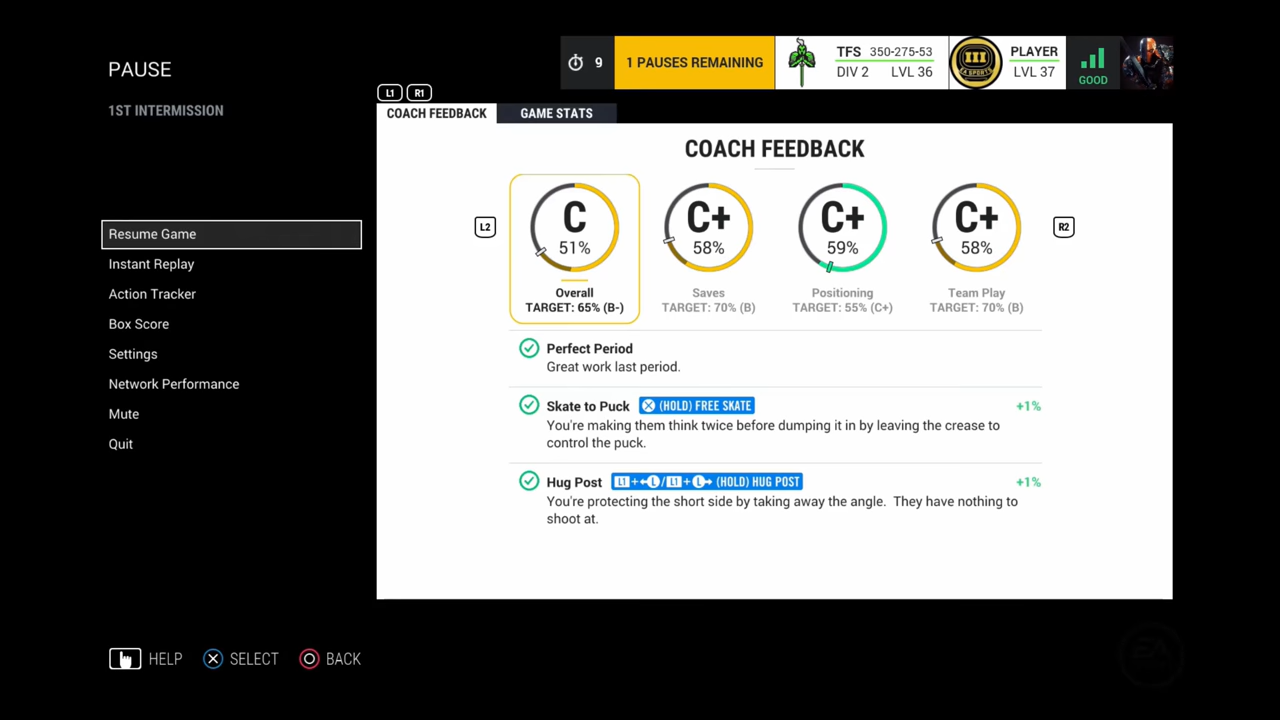 PAUSE
1ST INTERMISSION
9
1 PAUSES REMAINING
TFS 350-275-53
DIV 2 LVL 36
III
EA SPORTS
PLAYER
LVL 37
GOOD
L1 R1
COACH FEEDBACK
GAME STATS
COACH FEEDBACK
L2
C
51%
Overall
TARGET: 65% (B-)
C+
58%
Saves
TARGET: 70% (B)
C+
59%
Positioning
TARGET: 55% (C+)
C+
58%
Team Play
TARGET: 70% (B)
R2
Resume Game
Instant Replay
Action Tracker
Box Score
Settings
Network Performance
Mute
Quit
Perfect Period
Great work last period.
Skate to Puck (HOLD) FREE SKATE +1%
You're making them think twice before dumping it in by leaving the crease to
control the puck.
Hug Post L1+L/L1+L (HOLD) HUG POST +1%
You're protecting the short side by taking away the angle. They have nothing to
shoot at.
HELP SELECT BACK
EA